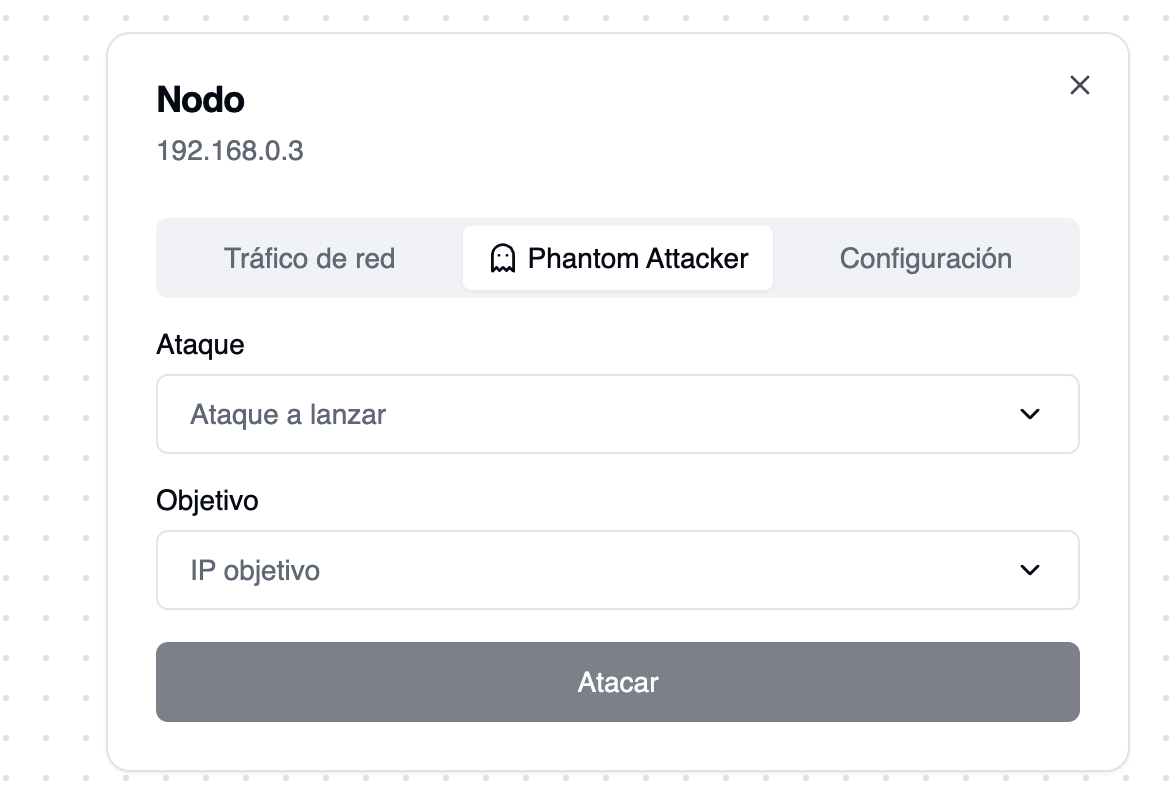 Nodo
192.168.0.3
Tráfico de red
Phantom Attacker
Configuración
Ataque
Ataque a lanzar
Objetivo
IP objetivo
Atacar